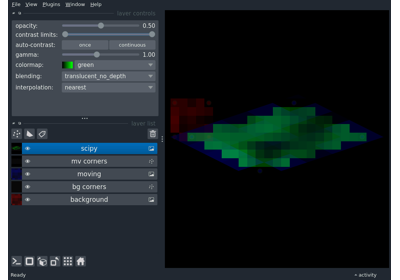 File View Plugins Window Help
layer controls
opacity: 0.50
contrast limits:
auto-contrast: once continuous
gamma: 1.00
colormap: green
blending: translucent_no_depth
interpolation: nearest
layer list
scipy
mv corners
moving
bg corners
background
Ready activity